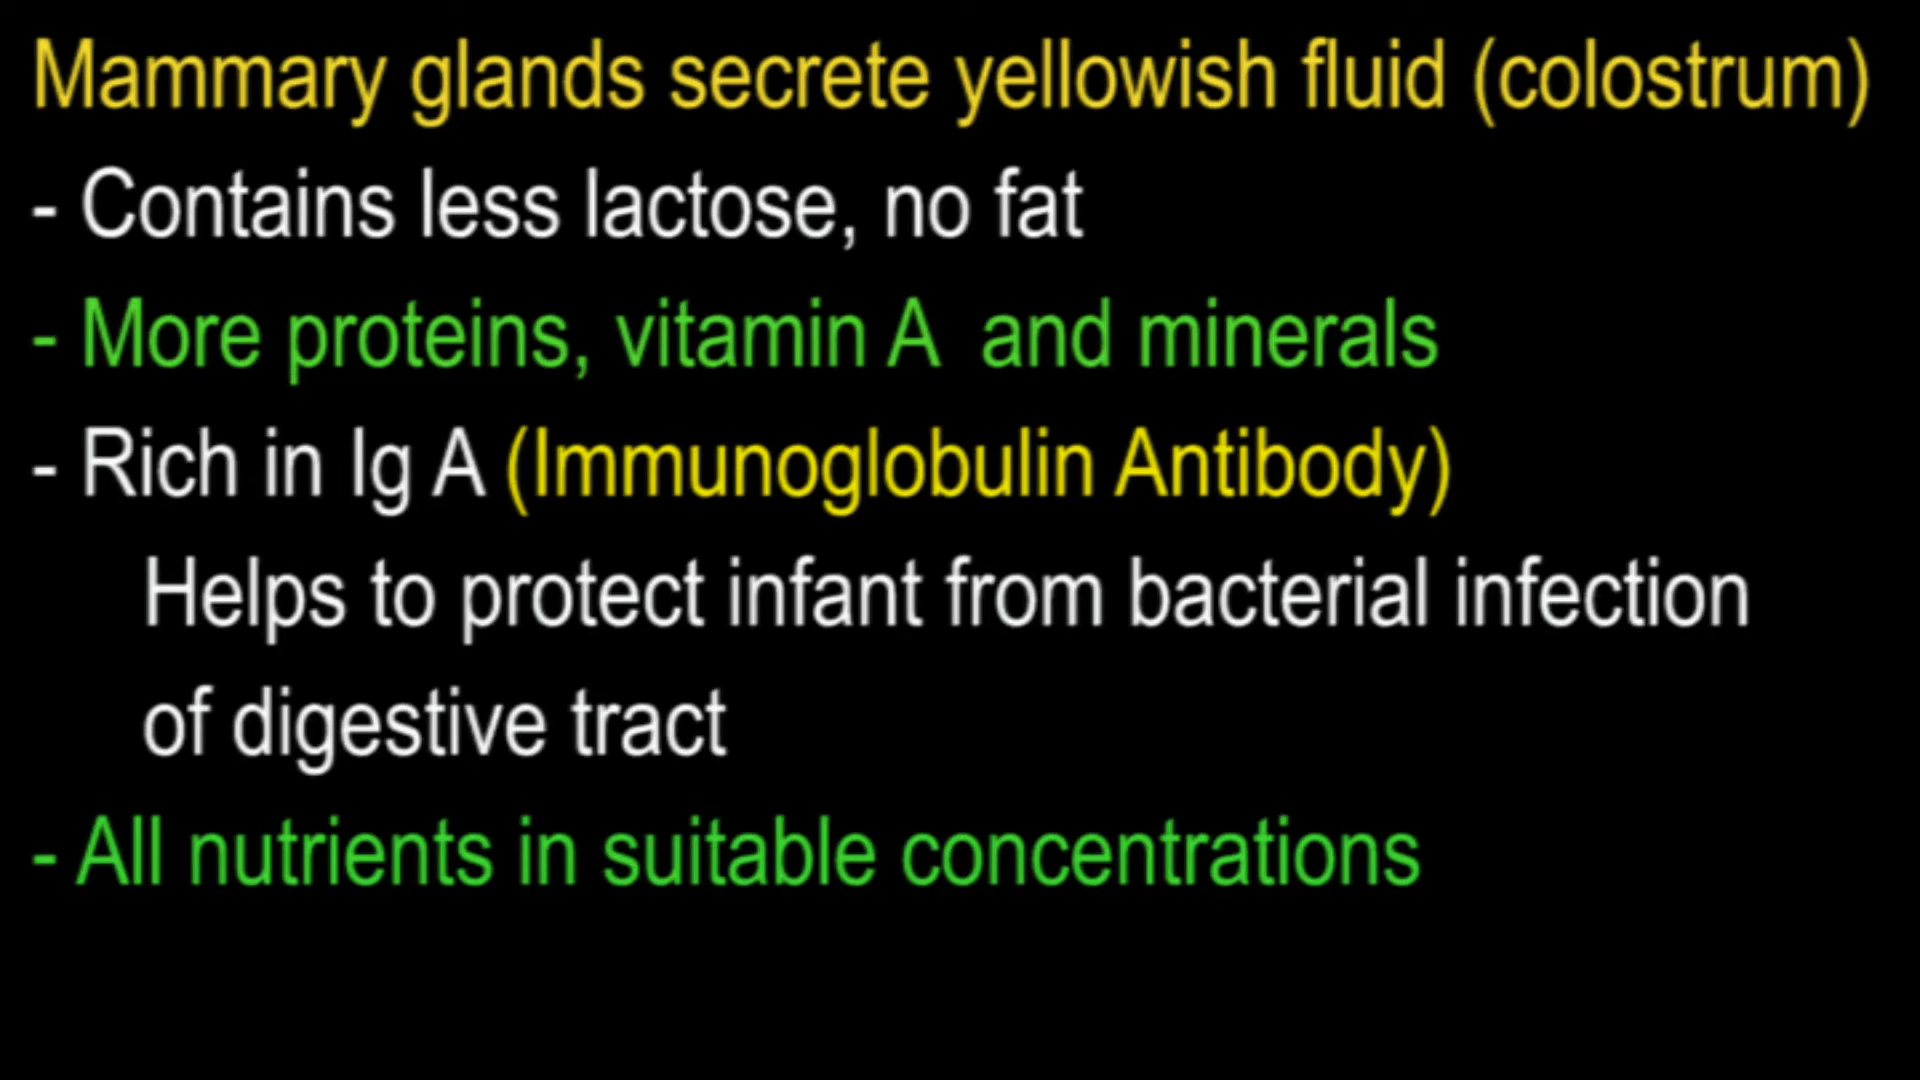 Mammary glands secrete yellowish fluid (colostrum)
- Contains less lactose, no fat
- More proteins, vitamin A  and minerals
- Rich in Ig A (Immunoglobulin Antibody)
Helps to protect infant from bacterial infection
of digestive tract
- All nutrients in suitable concentrations